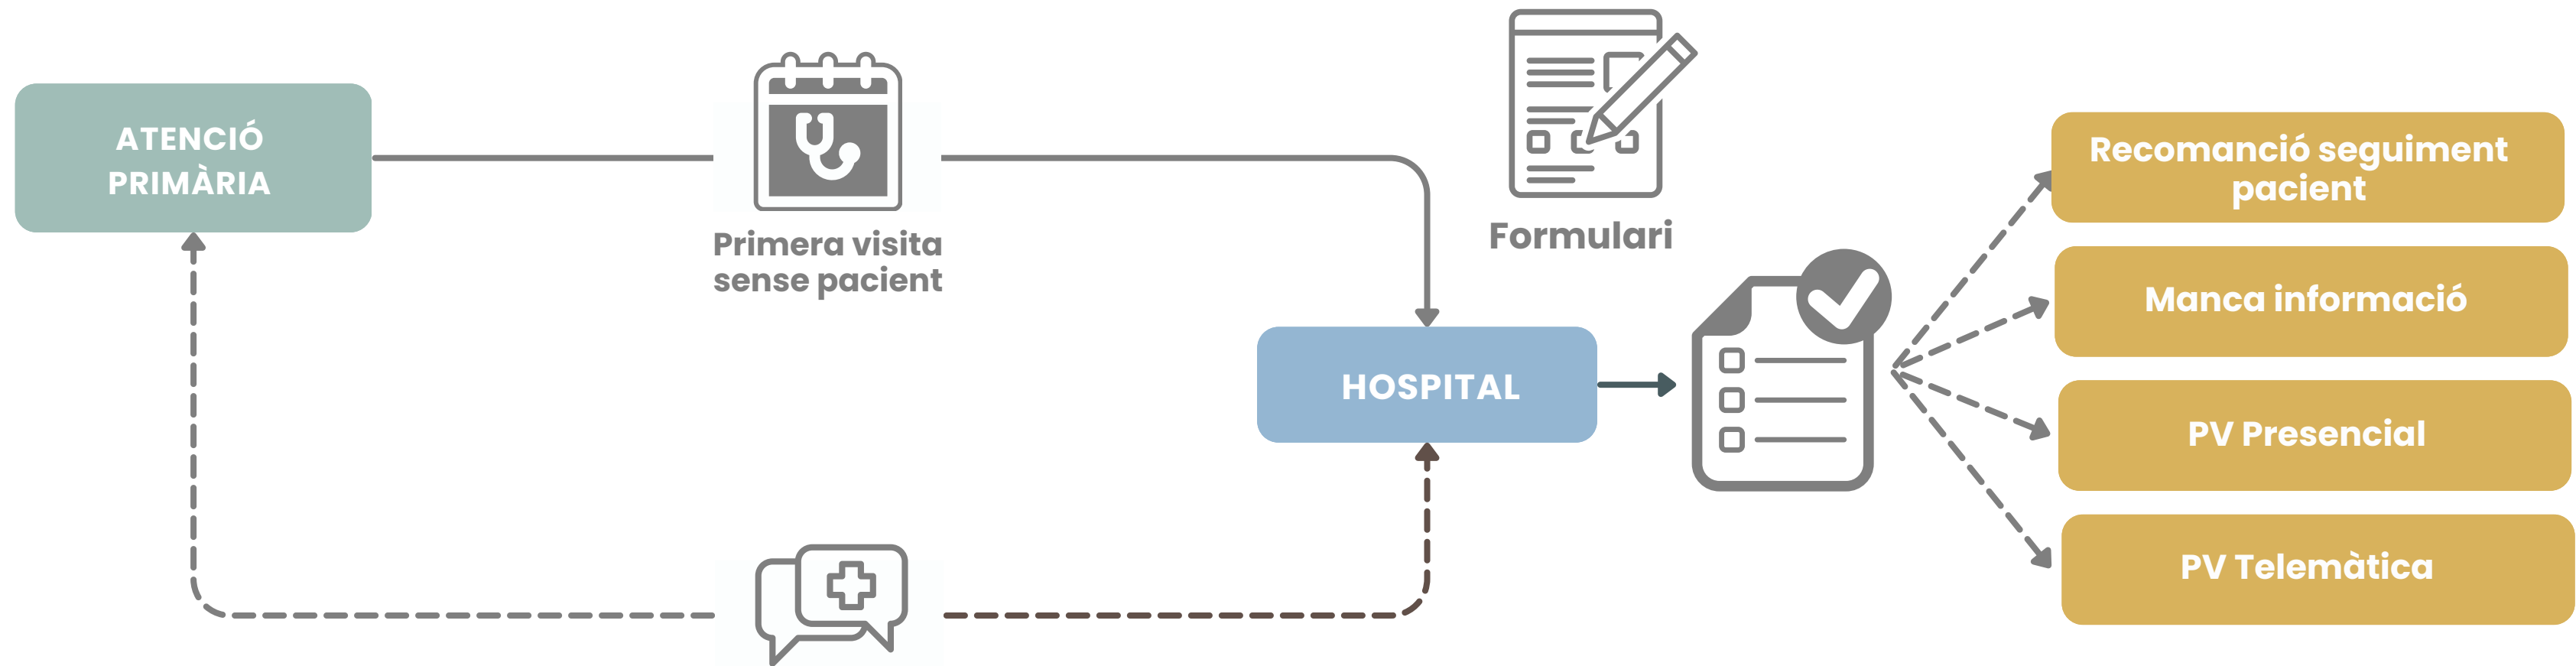 ATENCIÓ
PRIMÀRIA
Primera visita
sense pacient
Formulari
HOSPITAL
Recomanció seguiment
pacient
Manca informació
PV Presencial
PV Telemàtica